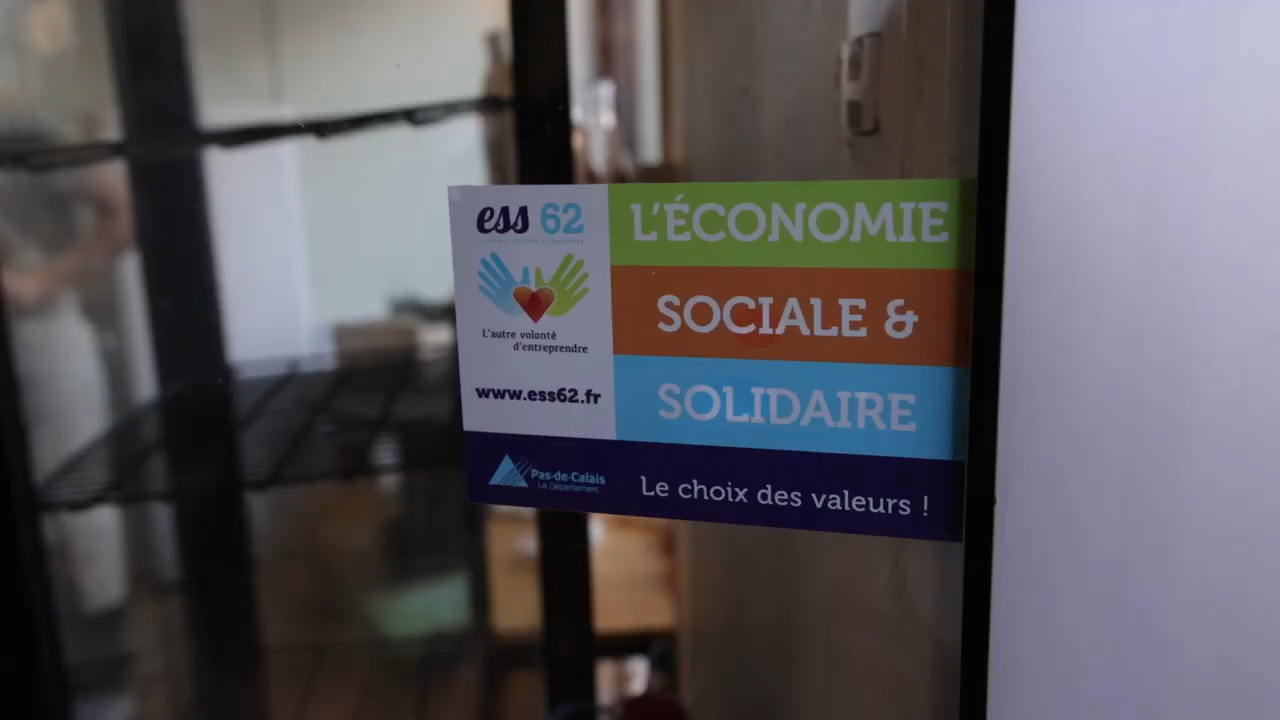 ess 62
L'autre volonté
d'entreprendre
www.ess62.fr
L'ÉCONOMIE
SOCIALE &
SOLIDAIRE
Pas-de-Calais
Le Département
Le choix des valeurs !